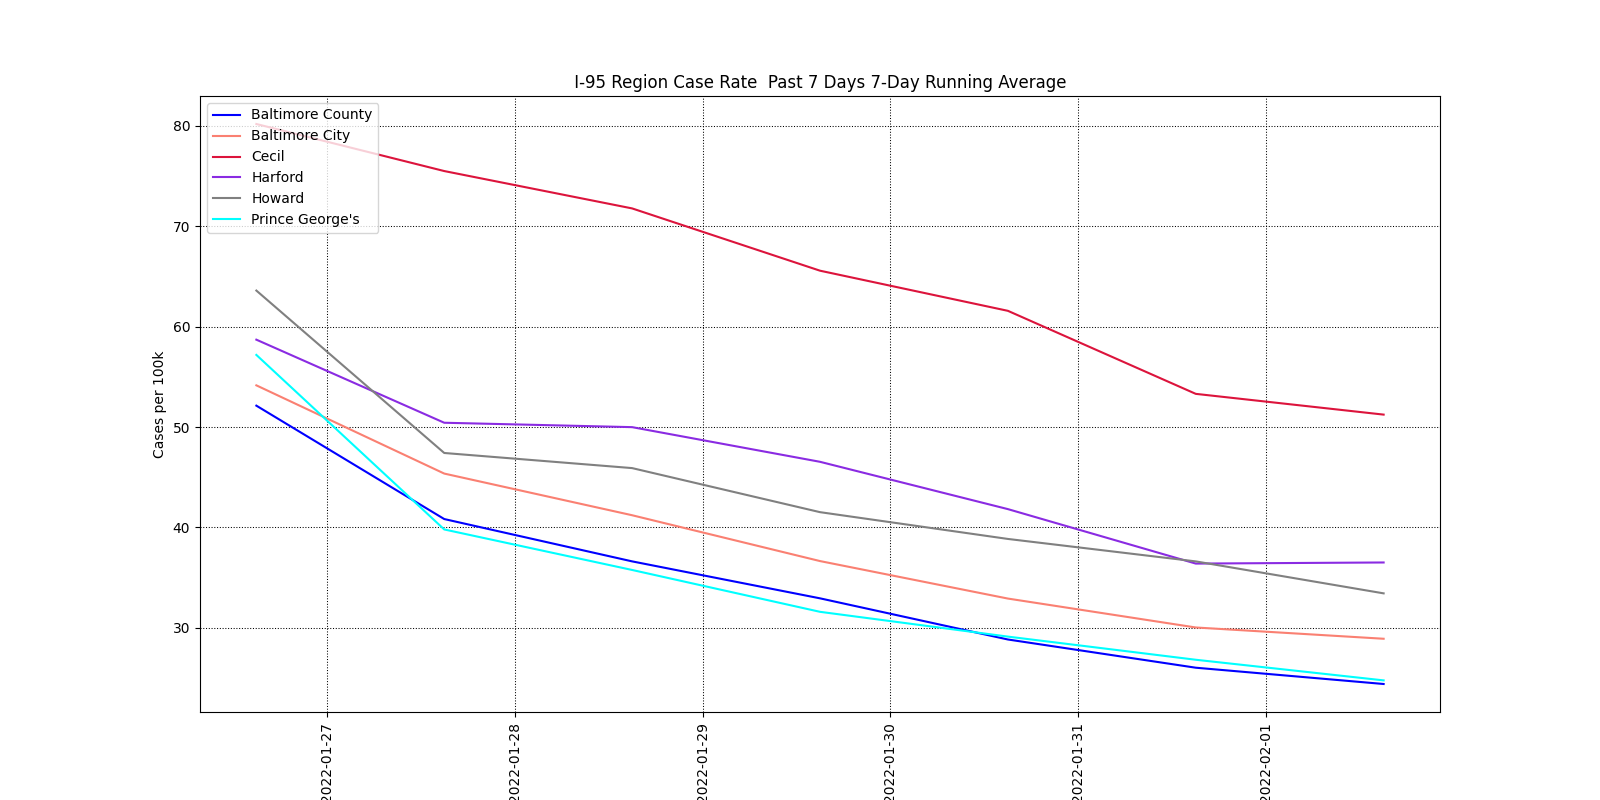 I-95 Region Case Rate  Past 7 Days 7-Day Running Average
Baltimore County
Baltimore City
Cecil
Harford
Howard
Prince George's
80
70
60
50
40
30
Cases per 100k
2022-01-27
2022-01-28
2022-01-29
2022-01-30
2022-01-31
2022-02-01